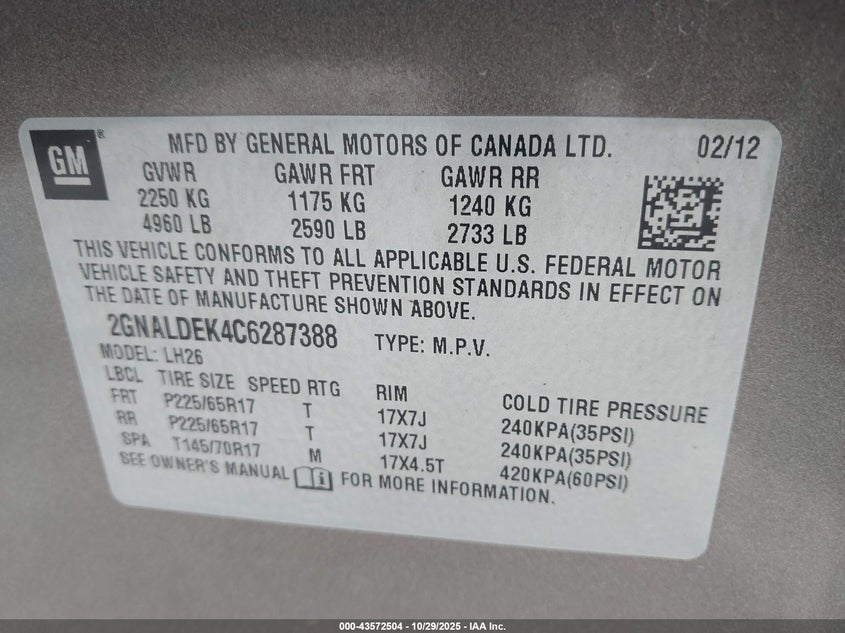 GM®
MFD BY GENERAL MOTORS OF CANADA LTD. 02/12
GVWR GAWR FRT GAWR RR
2250 KG 1175 KG 1240 KG
4960 LB 2590 LB 2733 LB
THIS VEHICLE CONFORMS TO ALL APPLICABLE U.S. FEDERAL MOTOR
VEHICLE SAFETY AND THEFT PREVENTION STANDARDS IN EFFECT ON
THE DATE OF MANUFACTURE SHOWN ABOVE.
2GNALDEK4C6287388 TYPE: M.P.V.
MODEL: LH26
LBCL TIRE SIZE SPEED RTG RIM COLD TIRE PRESSURE
FRT P225/65R17 T 17X7J 240KPA(35PSI)
RR P225/65R17 T 17X7J 240KPA(35PSI)
SPA T145/70R17 M 17X4.5T 420KPA(60PSI)
SEE OWNER'S MANUAL i FOR MORE INFORMATION.
000-43572504 - 10/29/2025 - IAA Inc.